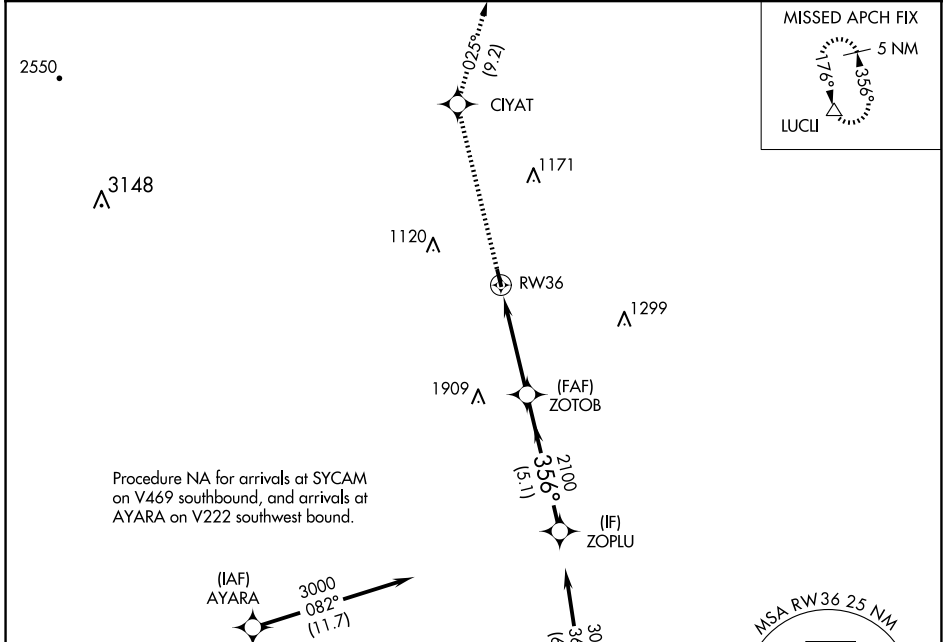 MISSED APCH FIX
5 NM
176°
356°
LUCLI
2550
025°
(9.2)
CIYAT
1171
3148
1120
RW36
1299
1909
(FAF)
ZOTOB
2100
356°
(5.1)
Procedure NA for arrivals at SYCAM
on V469 southbound, and arrivals at
AYARA on V222 southwest bound.
(IF)
ZOPLU
(IAF)
AYARA
3000
082°
(11.7)
MSA RW36 25 NM